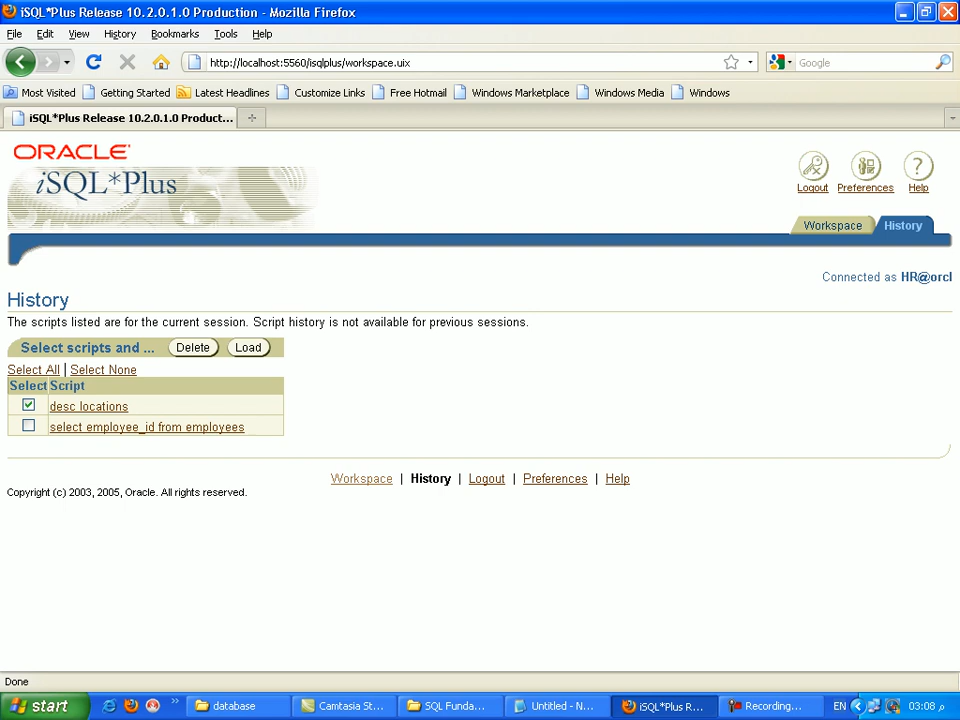 iSQL*Plus Release 10.2.0.1.0 Production - Mozilla Firefox
File Edit View History Bookmarks Tools Help
http://localhost:5560/isqlplus/workspace.uix
Google
Most Visited Getting Started Latest Headlines Customize Links Free Hotmail Windows Marketplace Windows Media Windows
iSQL*Plus Release 10.2.0.1.0 Product...
ORACLE
iSQL*Plus
Logout Preferences Help
Workspace History
Connected as HR@orcl
History
The scripts listed are for the current session. Script history is not available for previous sessions.
Select scripts and ... Delete Load
Select All | Select None
Select Script
desc locations
select employee_id from employees
Workspace | History | Logout | Preferences | Help
Copyright (c) 2003, 2005, Oracle. All rights reserved.
Done
start database Camtasia St... SQL Funda... Untitled - N... iSQL*Plus R... Recording... EN 03:08 م